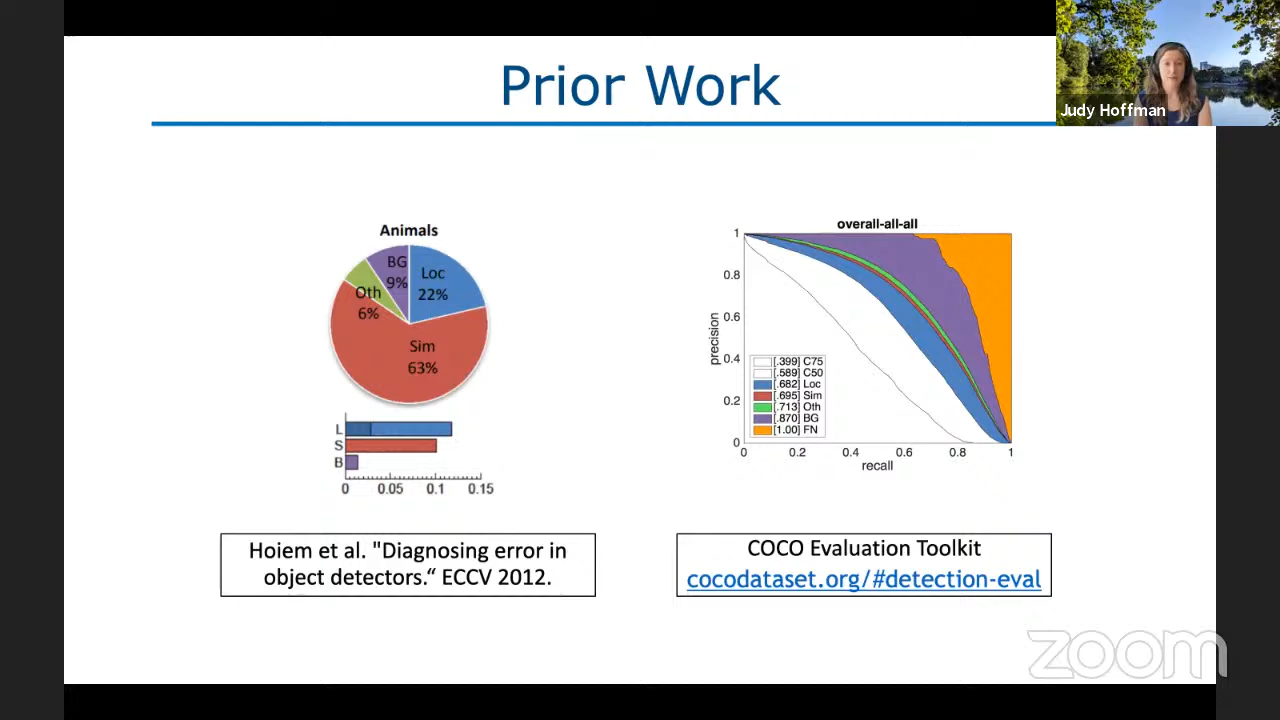 Prior Work
Judy Hoffman
Animals
BG
9%
Loc
22%
Oth
6%
Sim
63%
L
S
B
0 0.05 0.1 0.15
overall-all-all
1
0.8
0.6
0.4
0.2
0
precision
[.399] C75
[.589] C50
[.682] Loc
[.695] Sim
[.713] Oth
[.870] BG
[1.00] FN
0 0.2 0.4 0.6 0.8 1
recall
Hoiem et al. "Diagnosing error in
object detectors.“ ECCV 2012.
COCO Evaluation Toolkit
cocodataset.org/#detection-eval
zoom